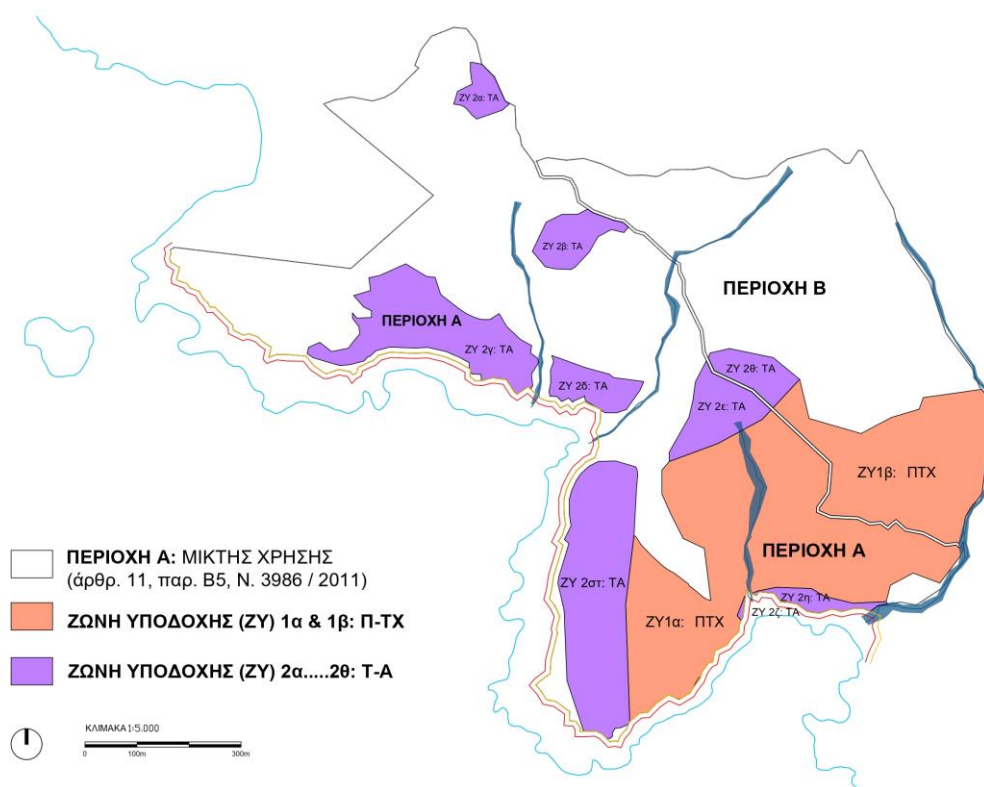 ΖΥ 2α: ΤΑ
ΖΥ 2β: ΤΑ
ΠΕΡΙΟΧΗ Β
ΠΕΡΙΟΧΗ Α
ΖΥ 2γ: ΤΑ
ΖΥ 2δ: ΤΑ
ΖΥ 2θ: ΤΑ
ΖΥ 2ε: ΤΑ
ΖΥ1β: ΠΤΧ
ΠΕΡΙΟΧΗ Α
ΖΥ 2στ: ΤΑ
ΖΥ 2η: ΤΑ
ΖΥ 2ζ: ΤΑ
ΖΥ1α: ΠΤΧ
ΠΕΡΙΟΧΗ Α: ΜΙΚΤΗΣ ΧΡΗΣΗΣ
(άρθρ. 11, παρ. Β5, Ν. 3986 / 2011)
ΖΩΝΗ ΥΠΟΔΟΧΗΣ (ΖΥ) 1α & 1β: Π-ΤΧ
ΖΩΝΗ ΥΠΟΔΟΧΗΣ (ΖΥ) 2α.....2θ: Τ-Α
ΚΛΙΜΑΚΑ 1:5.000
0 100m 300m